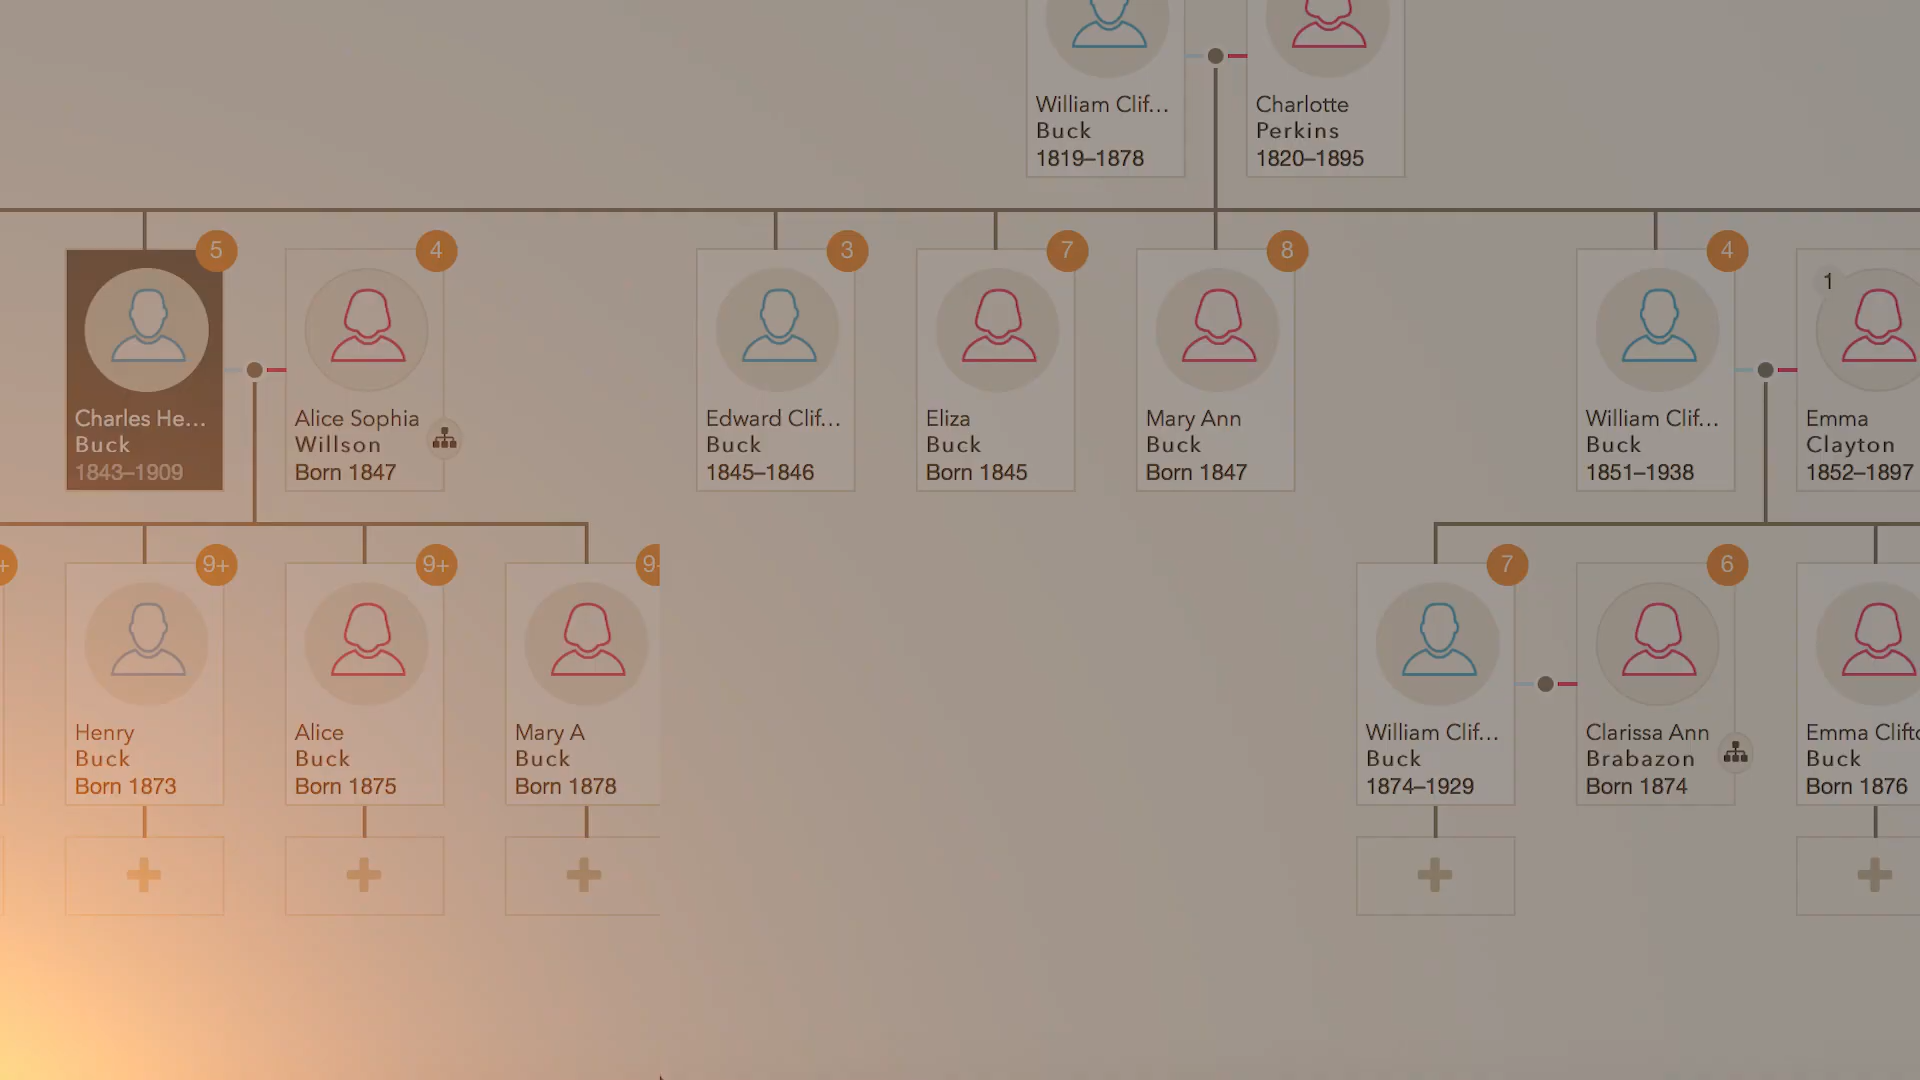 William Clif...
Buck
1819–1878
Charlotte
Perkins
1820–1895
5
Charles He...
Buck
1843–1909
4
Alice Sophia
Willson
Born 1847
3
Edward Clif...
Buck
1845–1846
7
Eliza
Buck
Born 1845
8
Mary Ann
Buck
Born 1847
4
William Clif...
Buck
1851–1938
1
Emma
Clayton
1852–1897
+
9+
Henry
Buck
Born 1873
9+
Alice
Buck
Born 1875
9
Mary A
Buck
Born 1878
7
William Clif...
Buck
1874–1929
6
Clarissa Ann
Brabazon
Born 1874
Emma Clift
Buck
Born 1876